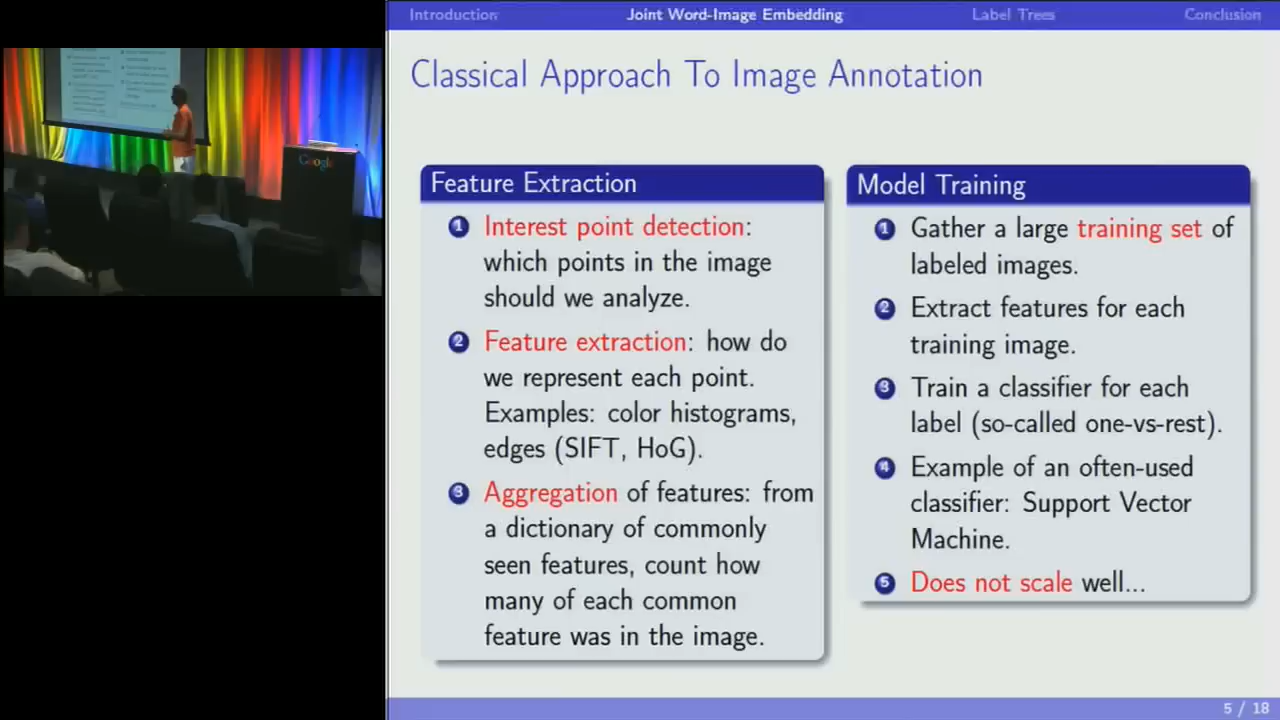 Introduction Joint Word-Image Embedding Label Trees Conclusion
Classical Approach To Image Annotation
Feature Extraction
1 Interest point detection:
which points in the image
should we analyze.
2 Feature extraction: how do
we represent each point.
Examples: color histograms,
edges (SIFT, HoG).
3 Aggregation of features: from
a dictionary of commonly
seen features, count how
many of each common
feature was in the image.
Model Training
1 Gather a large training set of
labeled images.
2 Extract features for each
training image.
3 Train a classifier for each
label (so-called one-vs-rest).
4 Example of an often-used
classifier: Support Vector
Machine.
5 Does not scale well...
5 / 18
Google